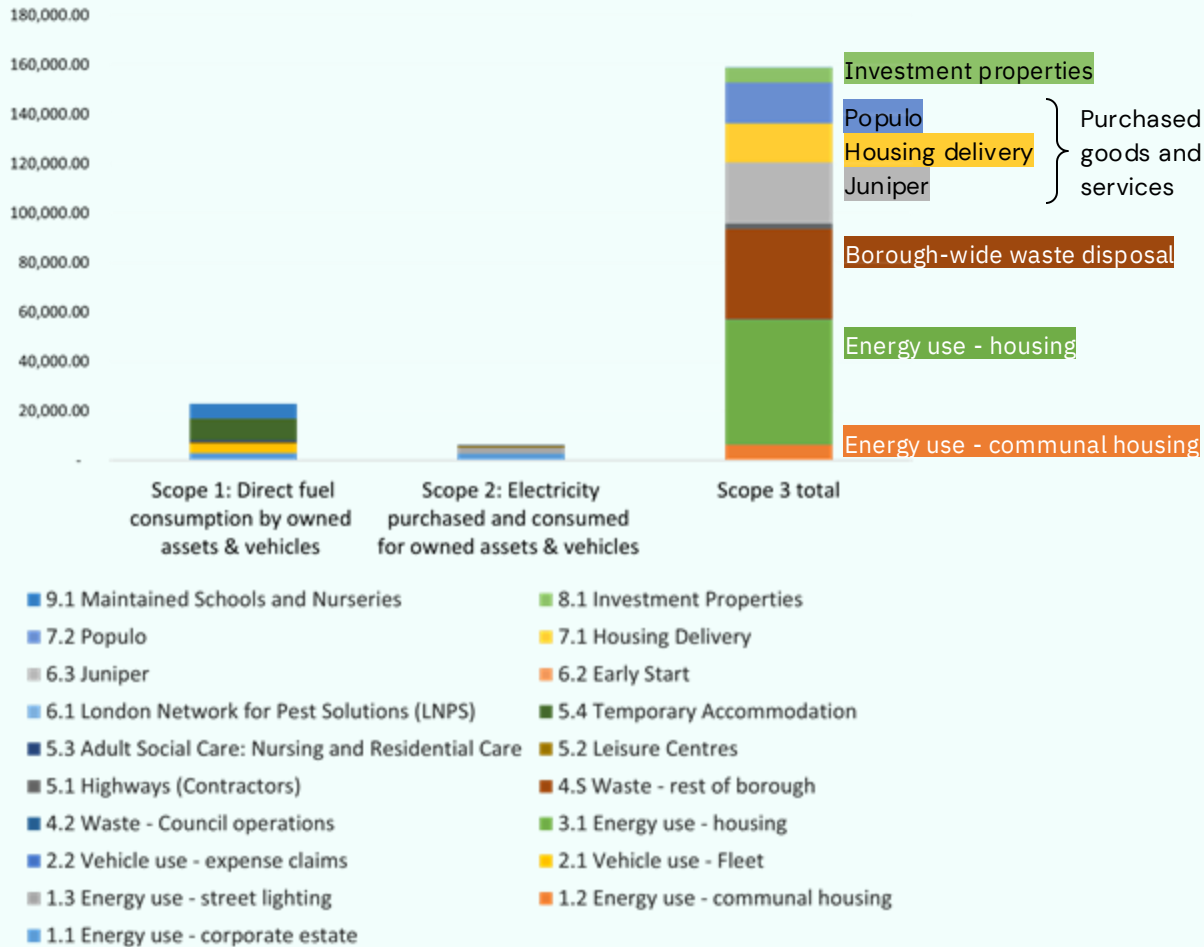 180,000.00
160,000.00
140,000.00
120,000.00
100,000.00
80,000.00
60,000.00
40,000.00
20,000.00
-
Investment properties
Populo
Housing delivery
Juniper
Purchased
goods and
services
Borough-wide waste disposal
Energy use - housing
Energy use - communal housing
Scope 1: Direct fuel
consumption by owned
assets & vehicles
Scope 2: Electricity
purchased and consumed
for owned assets & vehicles
Scope 3 total
9.1 Maintained Schools and Nurseries
8.1 Investment Properties
7.2 Populo
7.1 Housing Delivery
6.3 Juniper
6.2 Early Start
6.1 London Network for Pest Solutions (LNPS)
5.4 Temporary Accommodation
5.3 Adult Social Care: Nursing and Residential Care
5.2 Leisure Centres
5.1 Highways (Contractors)
4.S Waste - rest of borough
4.2 Waste - Council operations
3.1 Energy use - housing
2.2 Vehicle use - expense claims
2.1 Vehicle use - Fleet
1.3 Energy use - street lighting
1.2 Energy use - communal housing
1.1 Energy use - corporate estate